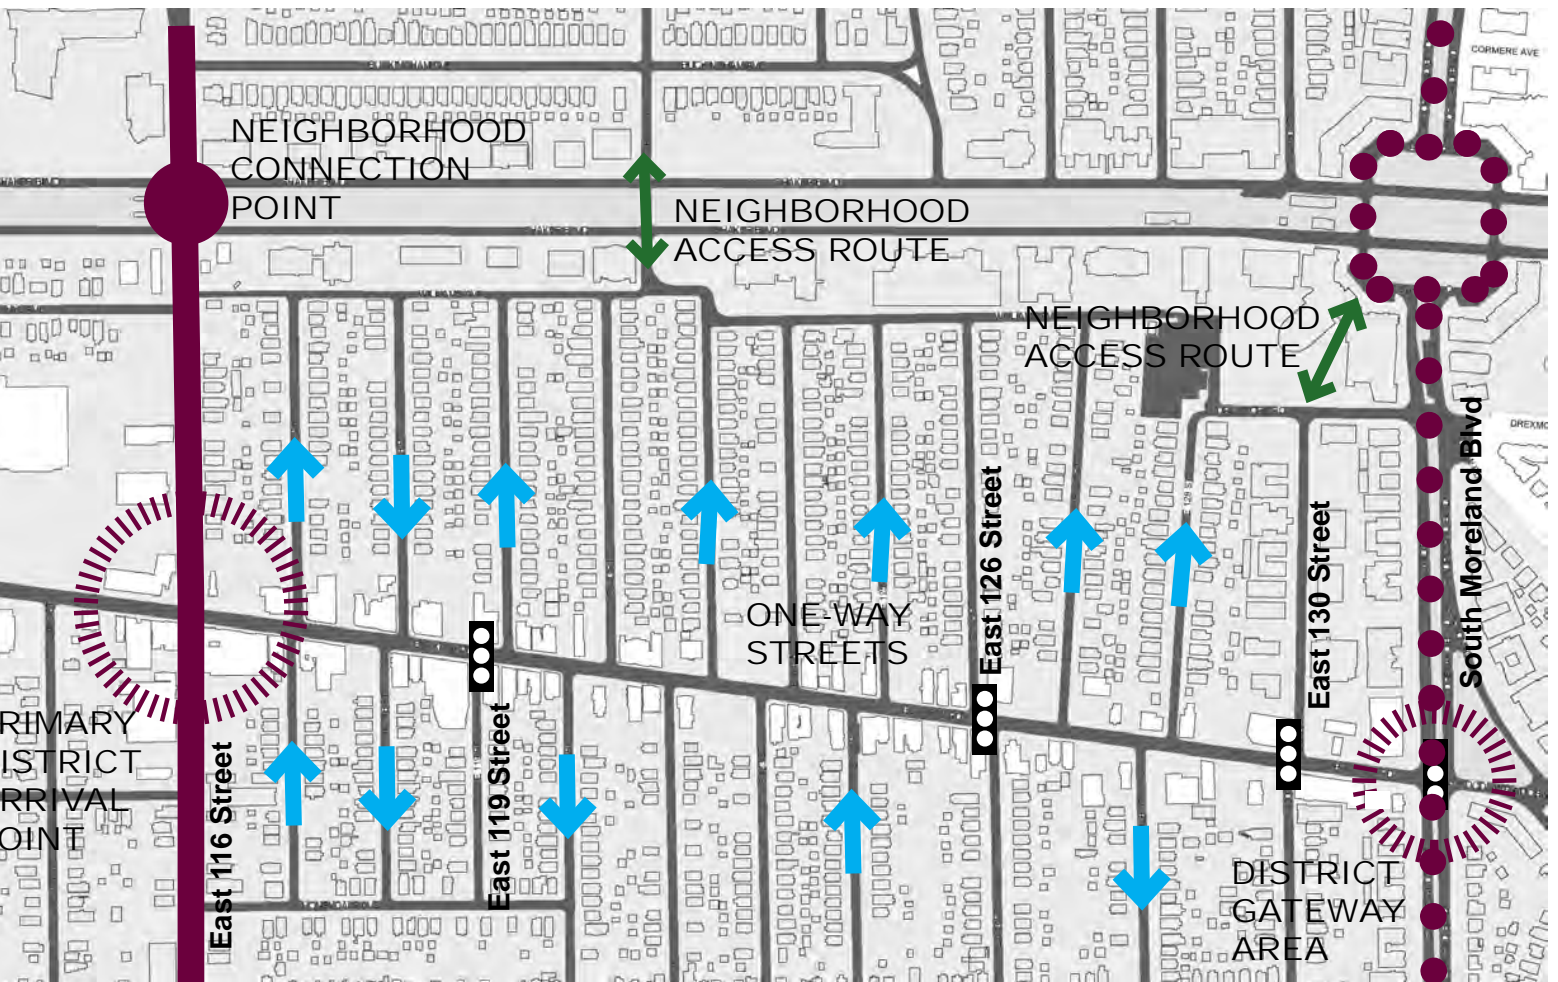 CORMERE AVE
NEIGHBORHOOD
CONNECTION
POINT
NEIGHBORHOOD
ACCESS ROUTE
NEIGHBORHOOD
ACCESS ROUTE
ONE-WAY
STREETS
RIMARY
ISTRICT
RRIVAL
OINT
East 116 Street
East 119 Street
East 126 Street
East 130 Street
South Moreland Blvd
DREXMO
DISTRICT
GATEWAY
AREA